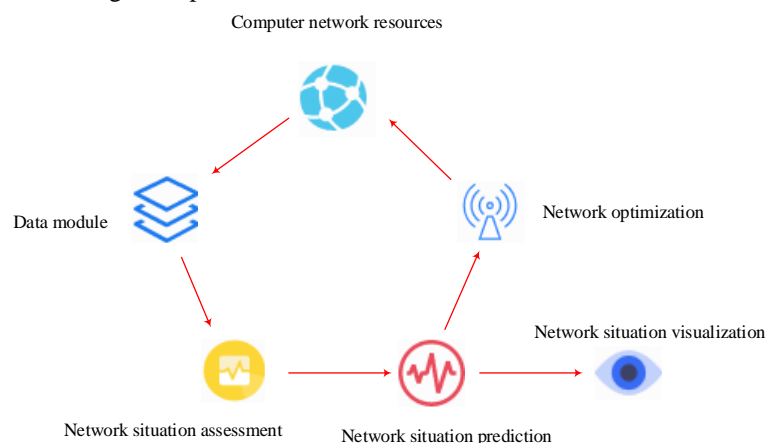 Computer network resources
Data module
Network optimization
Network situation visualization
Network situation assessment
Network situation prediction